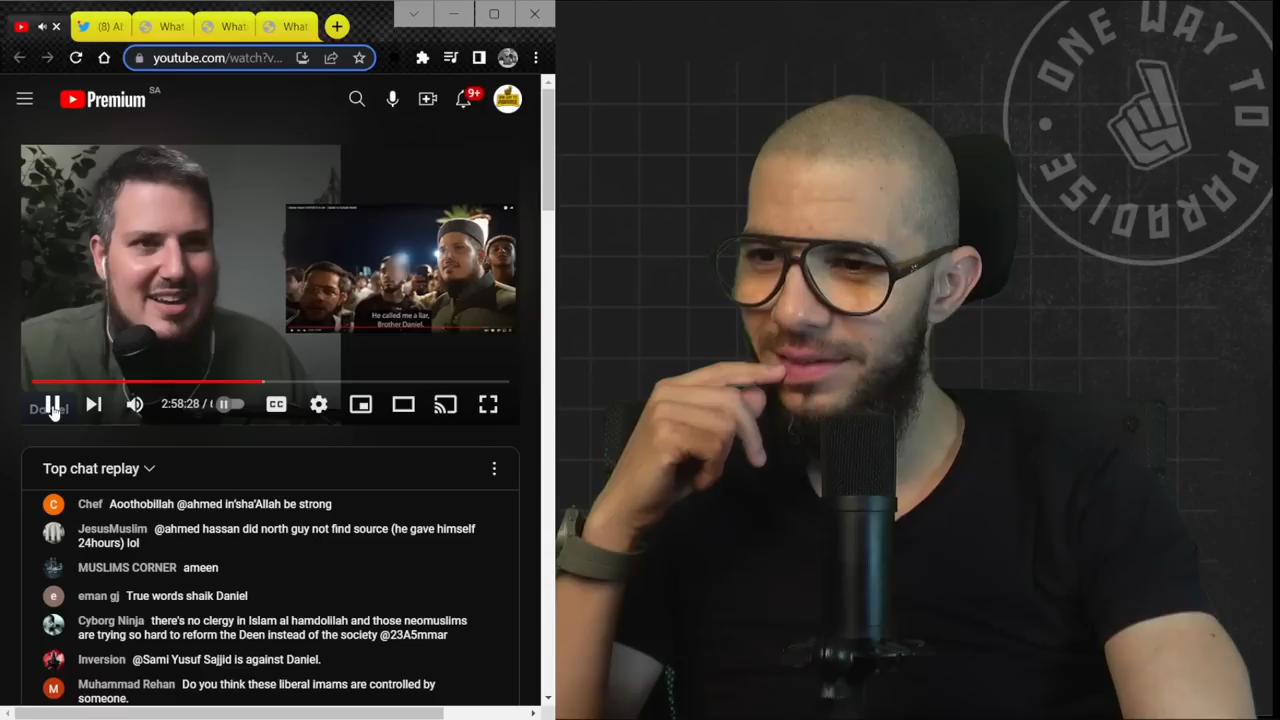 What
What
What
youtube.com/watch?v...
Premium
SA
9+
ONE WAY TO PARADISE
He called me a liar,
Brother Daniel.
2:58:28 /
CC
Top chat replay
Chef Aoothobillah @ahmed in'sha'Allah be strong
JesusMuslim @ahmed hassan did north guy not find source (he gave himself
24hours) lol
MUSLIMS CORNER ameen
eman gj True words shaik Daniel
Cyborg Ninja there's no clergy in Islam al hamdolilah and those neomuslims
are trying so hard to reform the Deen instead of the society @23A5mmar
Inversion @Sami Yusuf Sajjid is against Daniel.
Muhammad Rehan Do you think these liberal imams are controlled by
someone.